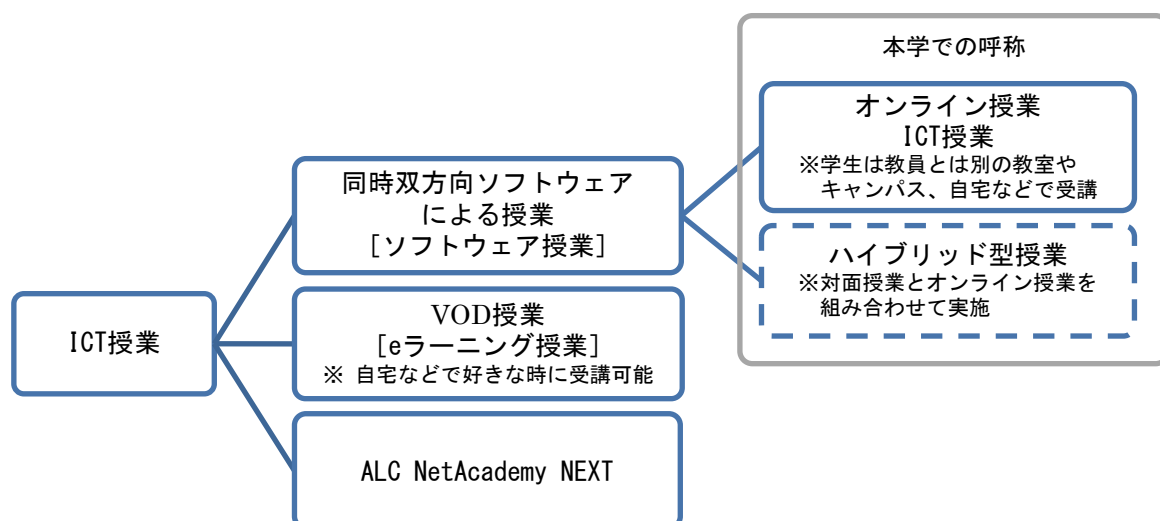 本学での呼称
オンライン授業
ICT授業
※学生は教員とは別の教室や
キャンパス、自宅などで受講
ハイブリッド型授業
※対面授業とオンライン授業を
組み合わせて実施
同時双方向ソフトウェア
による授業
[ソフトウェア授業]
ICT授業
VOD授業
[eラーニング授業]
※ 自宅などで好きな時に受講可能
ALC NetAcademy NEXT